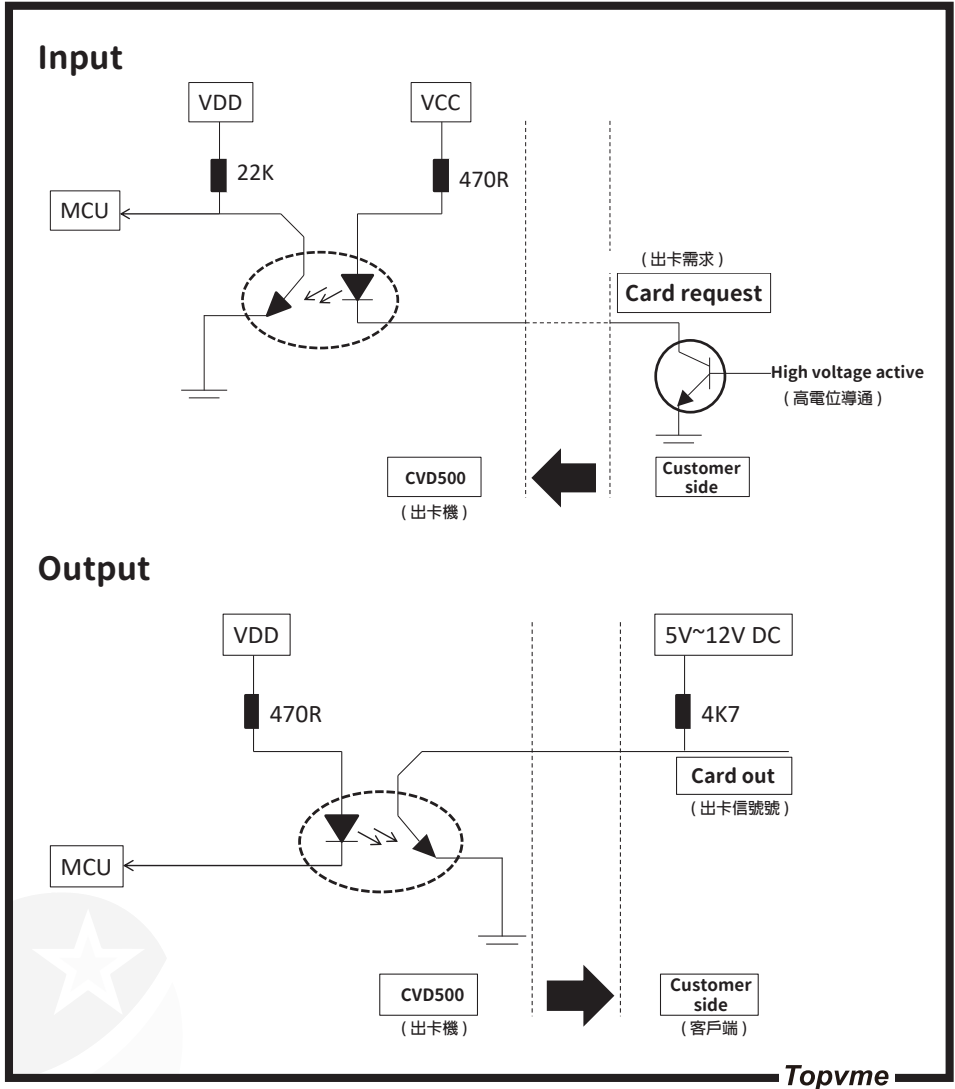 Input
VDD
VCC
22K
470R
MCU
(出卡需求)
Card request
High voltage active
(高電位導通)
CVD500
(出卡機)
Customer
side
Output
VDD
5V~12V DC
470R
4K7
Card out
(出卡信號號)
MCU
CVD500
(出卡機)
Customer
side
(客戶端)
Topvme